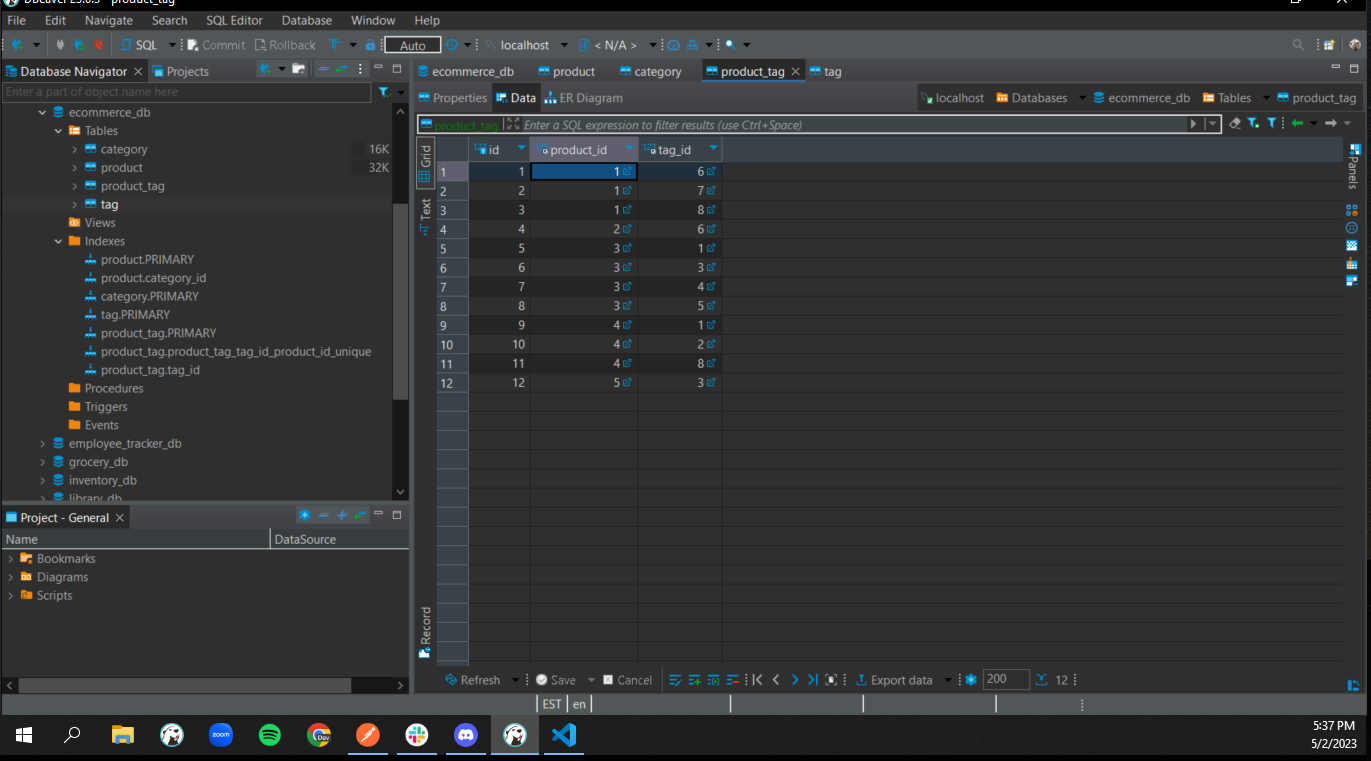 DBeaver 23.0.3 - product_tag
File Edit Navigate Search SQL Editor Database Window Help
SQL Commit Rollback Auto localhost < N/A >
Database Navigator Projects
Enter a part of object name here
ecommerce_db
Tables
category 16K
product 32K
product_tag
tag
Views
Indexes
product.PRIMARY
product.category_id
category.PRIMARY
tag.PRIMARY
product_tag.PRIMARY
product_tag.product_tag_tag_id_product_id_unique
product_tag.tag_id
Procedures
Triggers
Events
employee_tracker_db
grocery_db
inventory_db
library_db
Project - General
Name DataSource
Bookmarks
Diagrams
Scripts
ecommerce_db product category product_tag tag
Properties Data ER Diagram localhost Databases ecommerce_db Tables product_tag
product_tag Enter a SQL expression to filter results (use Ctrl+Space)
Grid
Text
Record
id product_id tag_id
1 1 1 6
2 2 1 7
3 3 1 8
4 4 2 6
5 5 3 1
6 6 3 3
7 7 3 4
8 8 3 5
9 9 4 1
10 10 4 2
11 11 4 8
12 12 5 3
Panels
Refresh Save Cancel Export data 200 12
EST en
zoom
Dev
5:37 PM
5/2/2023